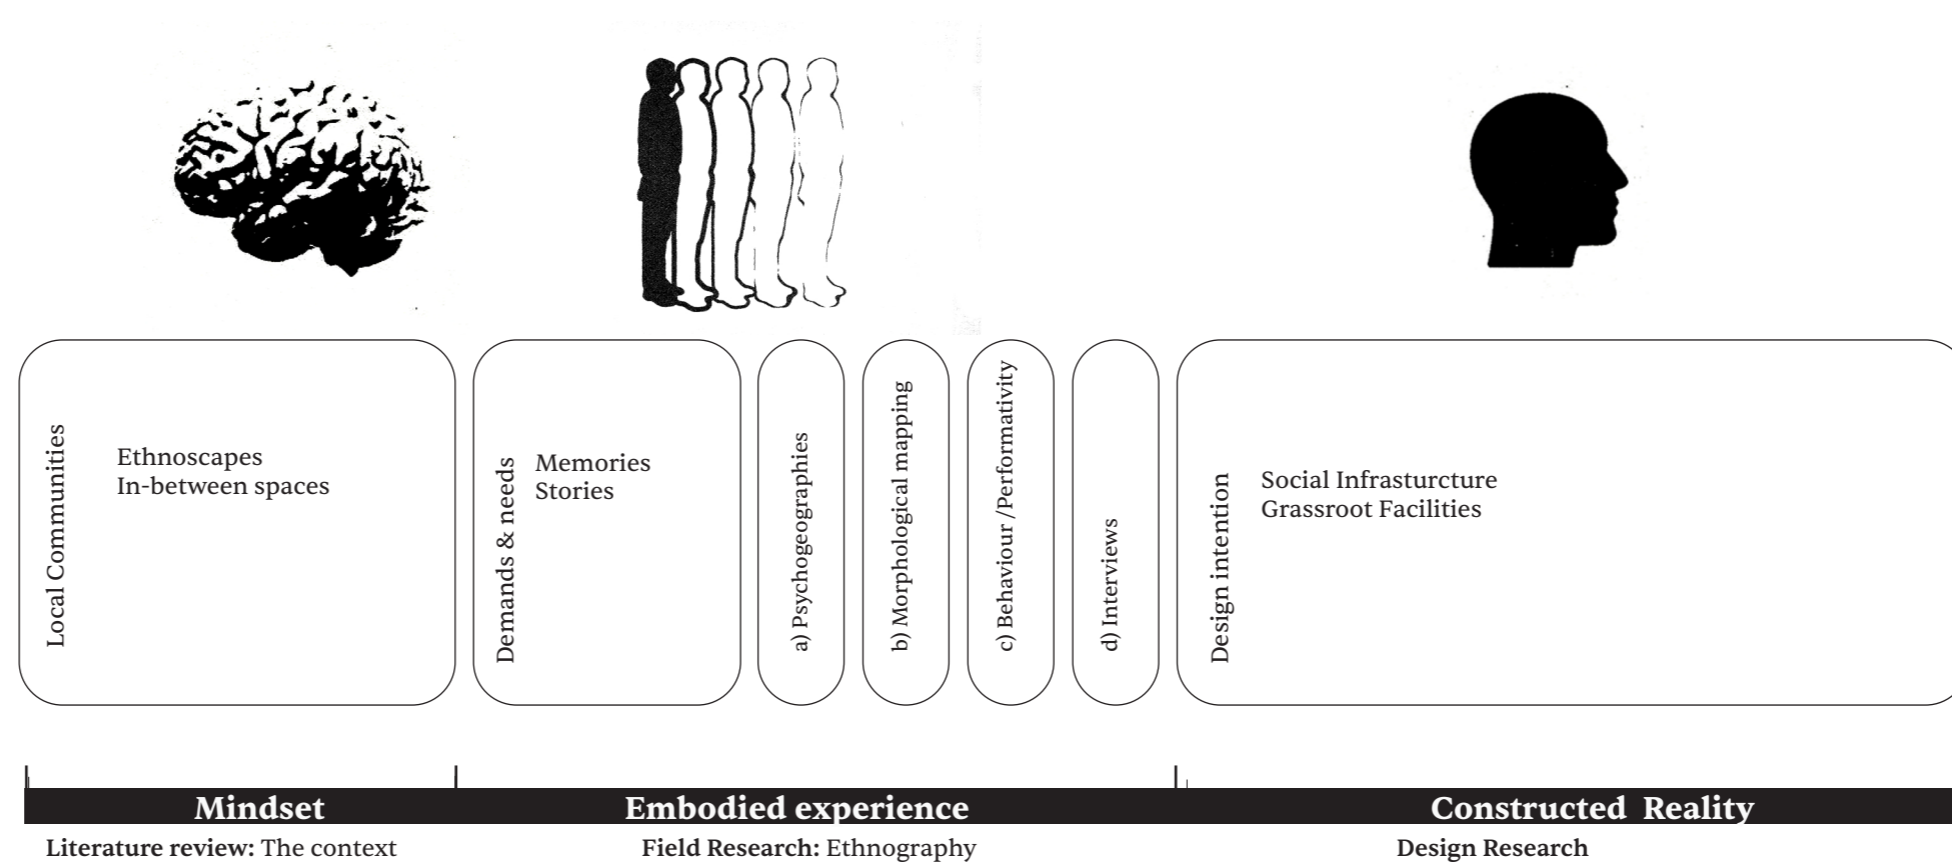 Local Communities
Ethnoscapes
In-between spaces
Demands & needs
Memories
Stories
a) Psychogeographies
b) Morphological mapping
c) Behaviour /Performativity
d) Interviews
Design intention
Social Infrasturcture
Grassroot Facilities
Mindset
Embodied experience
Constructed Reality
Literature review: The context
Field Research: Ethnography
Design Research